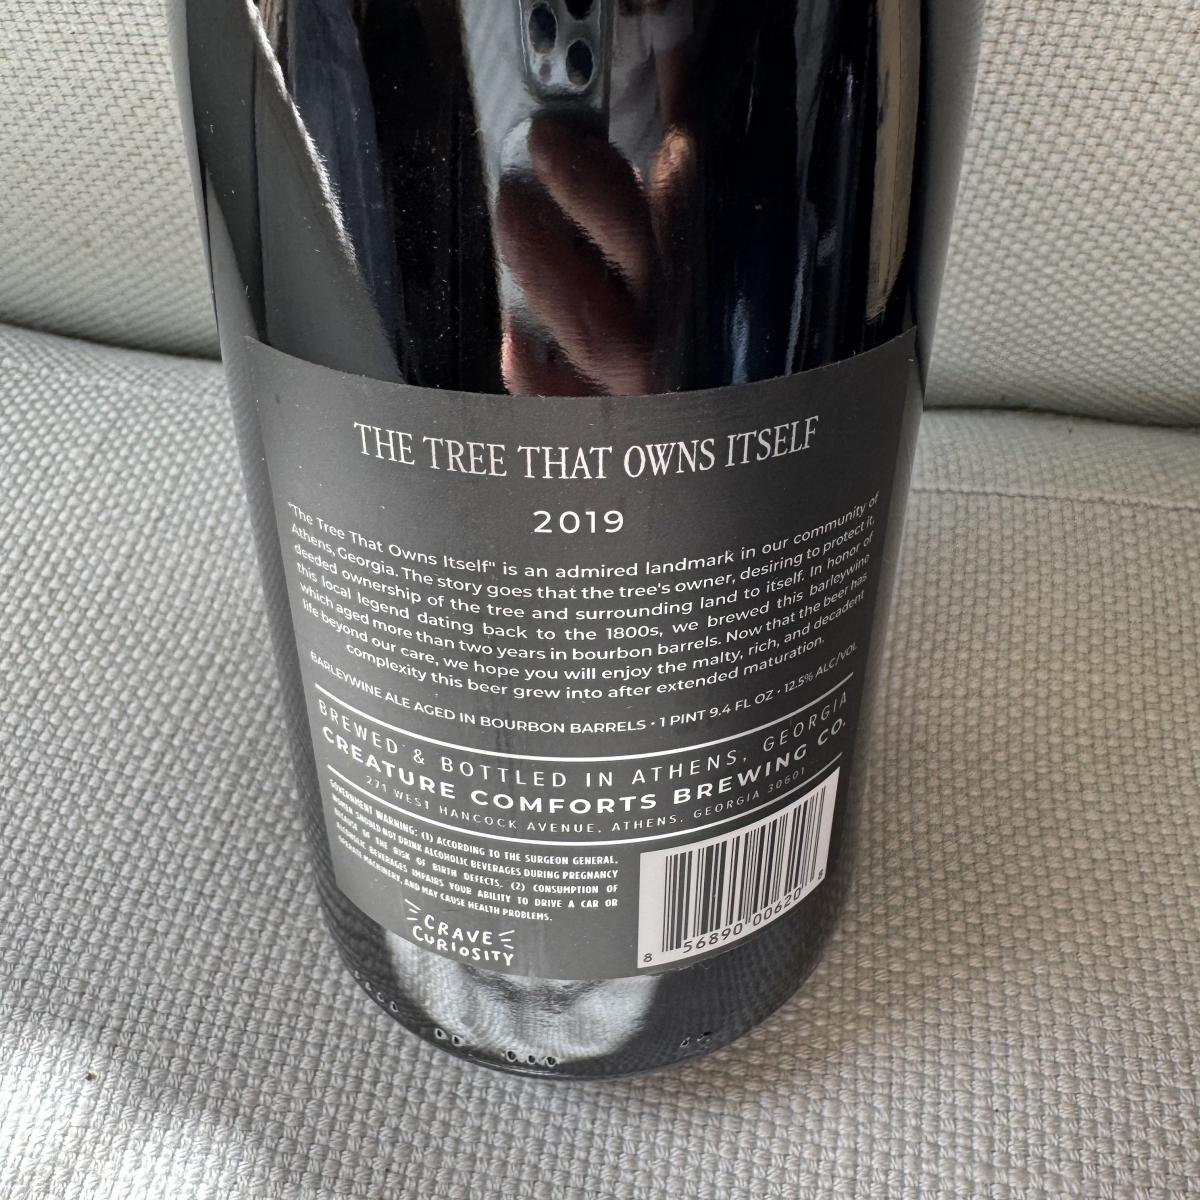 THE TREE THAT OWNS ITSELF
2019
"The Tree That Owns Itself" is an admired landmark in our community of
Athens, Georgia. The story goes that the tree's owner, desiring to protect it,
deeded ownership of the tree and surrounding land to itself. In honor of
this local legend dating back to the 1800s, we brewed this barleywine
which aged more than two years in bourbon barrels. Now that the beer has
life beyond our care, we hope you will enjoy the malty, rich, and decadent
complexity this beer grew into after extended maturation.
BARLEYWINE ALE AGED IN BOURBON BARRELS • 1 PINT 9.4 FL OZ • 12.5% ALC/VOL
BREWED & BOTTLED IN ATHENS, GEORGIA
CREATURE COMFORTS BREWING CO.
271 WEST HANCOCK AVENUE, ATHENS, GEORGIA 30601
GOVERNMENT WARNING: (1) ACCORDING TO THE SURGEON GENERAL,
WOMEN SHOULD NOT DRINK ALCOHOLIC BEVERAGES DURING PREGNANCY
BECAUSE OF THE RISK OF BIRTH DEFECTS. (2) CONSUMPTION OF
ALCOHOLIC BEVERAGES IMPAIRS YOUR ABILITY TO DRIVE A CAR OR
OPERATE MACHINERY, AND MAY CAUSE HEALTH PROBLEMS.
CRAVE
CURIOSITY
8 56890 00620 8